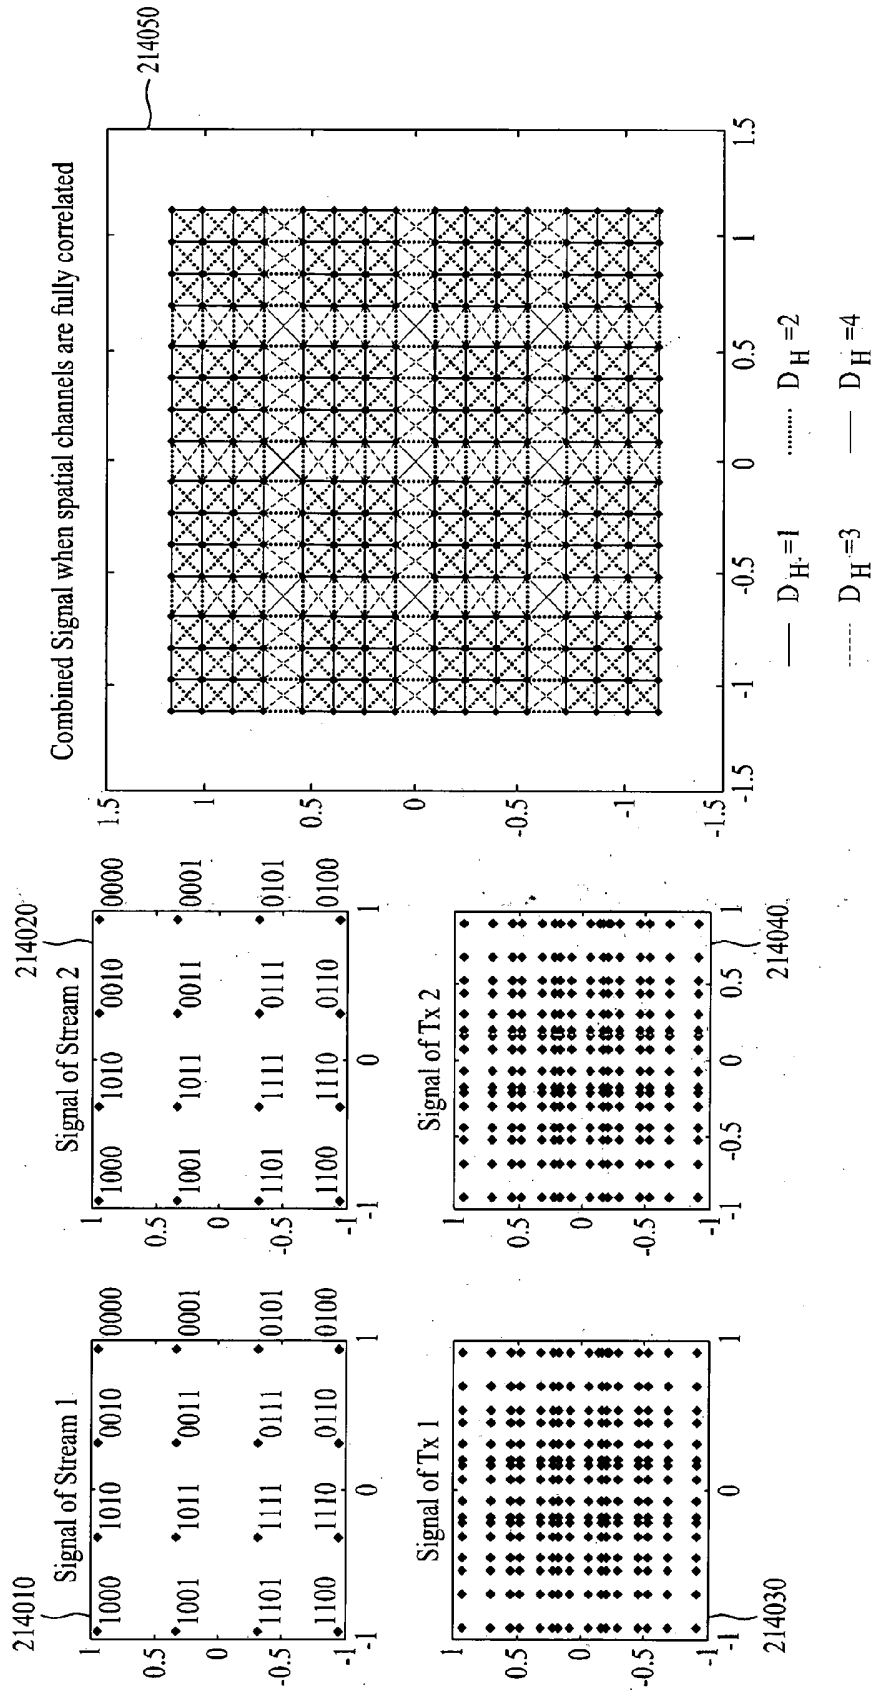 214010
Signal of Stream 1
1
0.5
0
-0.5
-1
1000 1010 0010 0000
1001 1011 0011 0001
1101 1111 0111 0101
1100 1110 0110 0100
-1 0 1
214020
Signal of Stream 2
1
0.5
0
-0.5
-1
1000 1010 0010 0000
1001 1011 0011 0001
1101 1111 0111 0101
1100 1110 0110 0100
-1 0 1
Signal of Tx 1
1
0.5
0
-0.5
-1
-1 0 1
214030
Signal of Tx 2
1
0.5
0
-0.5
-1
-1 -0.5 0 0.5 1
214040
Combined Signal when spatial channels are fully correlated
214050
1.5
1
0.5
0
-0.5
-1
-1.5
-1.5 -1 -0.5 0 0.5 1 1.5
D_H=1 D_H=2
D_H=3 D_H=4